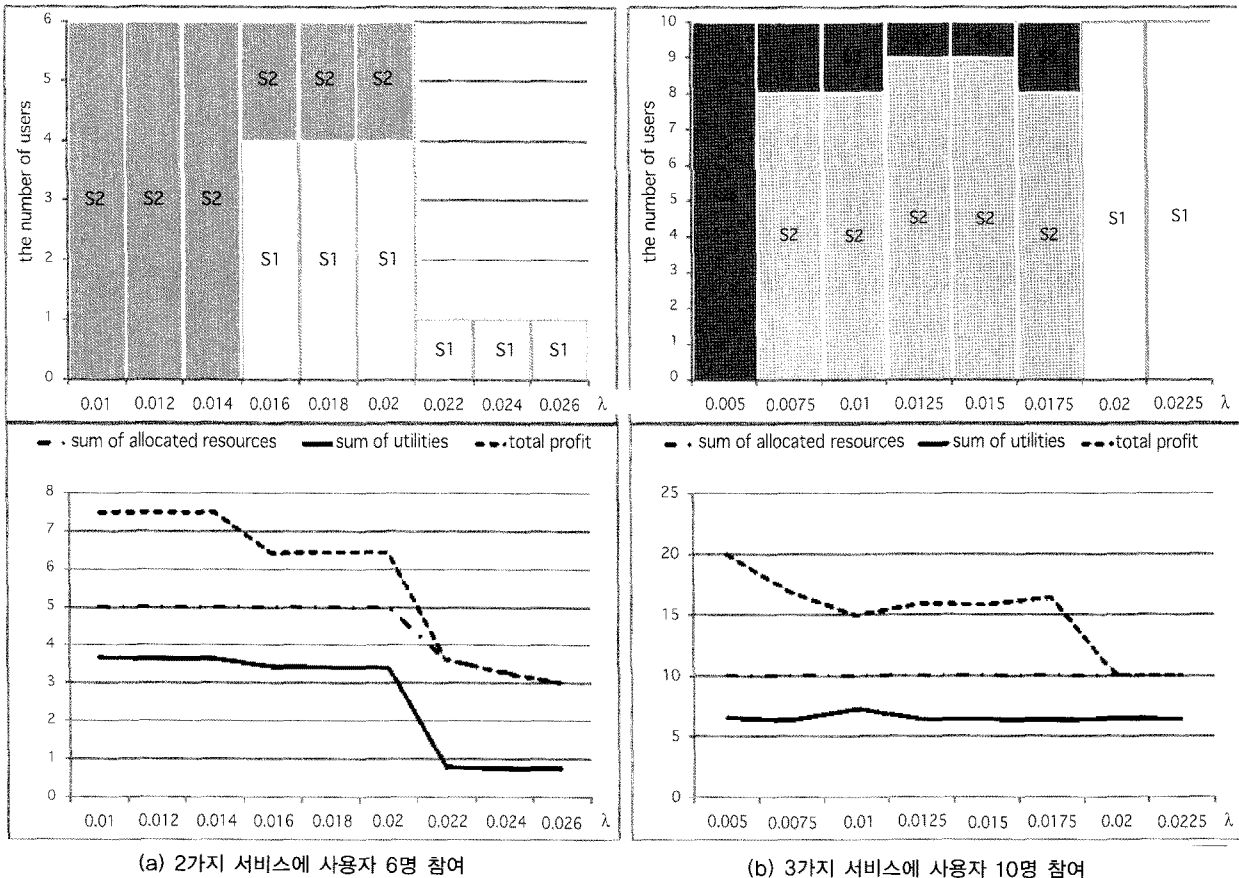 the number of users
6
5
4
3
2
1
0
S2
S2
S2
S2
S2
S2
S1
S1
S1
S1
S1
S1
0.01 0.012 0.014 0.016 0.018 0.02 0.022 0.024 0.026 λ
sum of allocated resources sum of utilities total profit
8
7
6
5
4
3
2
1
0
0.01 0.012 0.014 0.016 0.018 0.02 0.022 0.024 0.026 λ
(a) 2가지 서비스에 사용자 6명 참여
the number of users
10
9
8
7
6
5
4
3
2
1
0
S2
S2
S2
S2
S2
S1
S1
0.005 0.0075 0.01 0.0125 0.015 0.0175 0.02 0.0225 λ
sum of allocated resources sum of utilities total profit
25
20
15
10
5
0
0.005 0.0075 0.01 0.0125 0.015 0.0175 0.02 0.0225 λ
(b) 3가지 서비스에 사용자 10명 참여